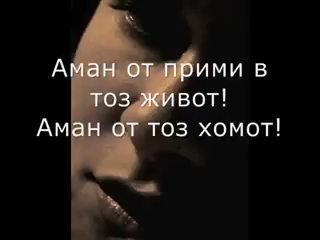 Аман от прими в
тоз живот!
Аман от тоз хомот!